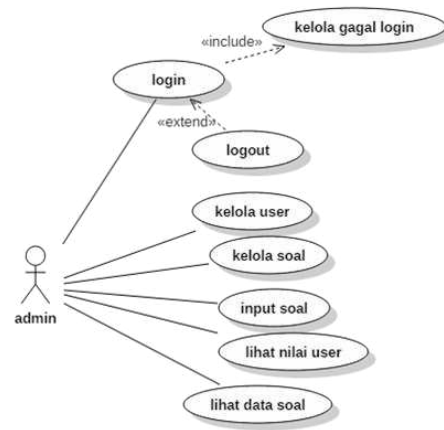 kelola gagal login
«include»
login
«extend»
logout
kelola user
kelola soal
admin
input soal
lihat nilai user
lihat data soal